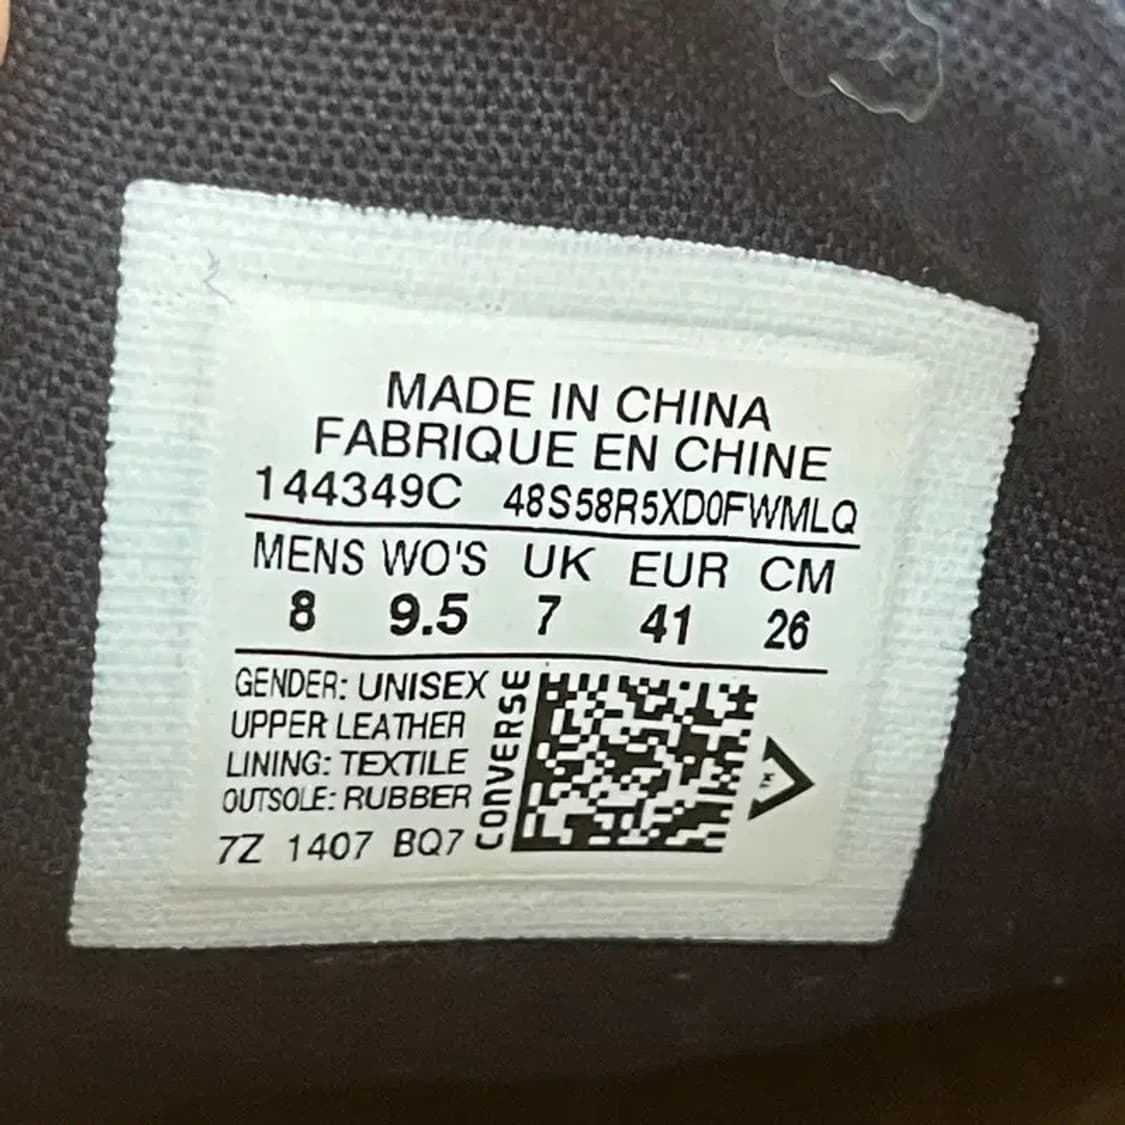 MADE IN CHINA
FABRIQUE EN CHINE
144349C 48S58R5XD0FWMLQ
MENS WO'S UK EUR CM
8 9.5 7 41 26
GENDER: UNISEX
UPPER LEATHER
LINING: TEXTILE
OUTSOLE: RUBBER
7Z 1407 BQ7
CONVERSE
TM